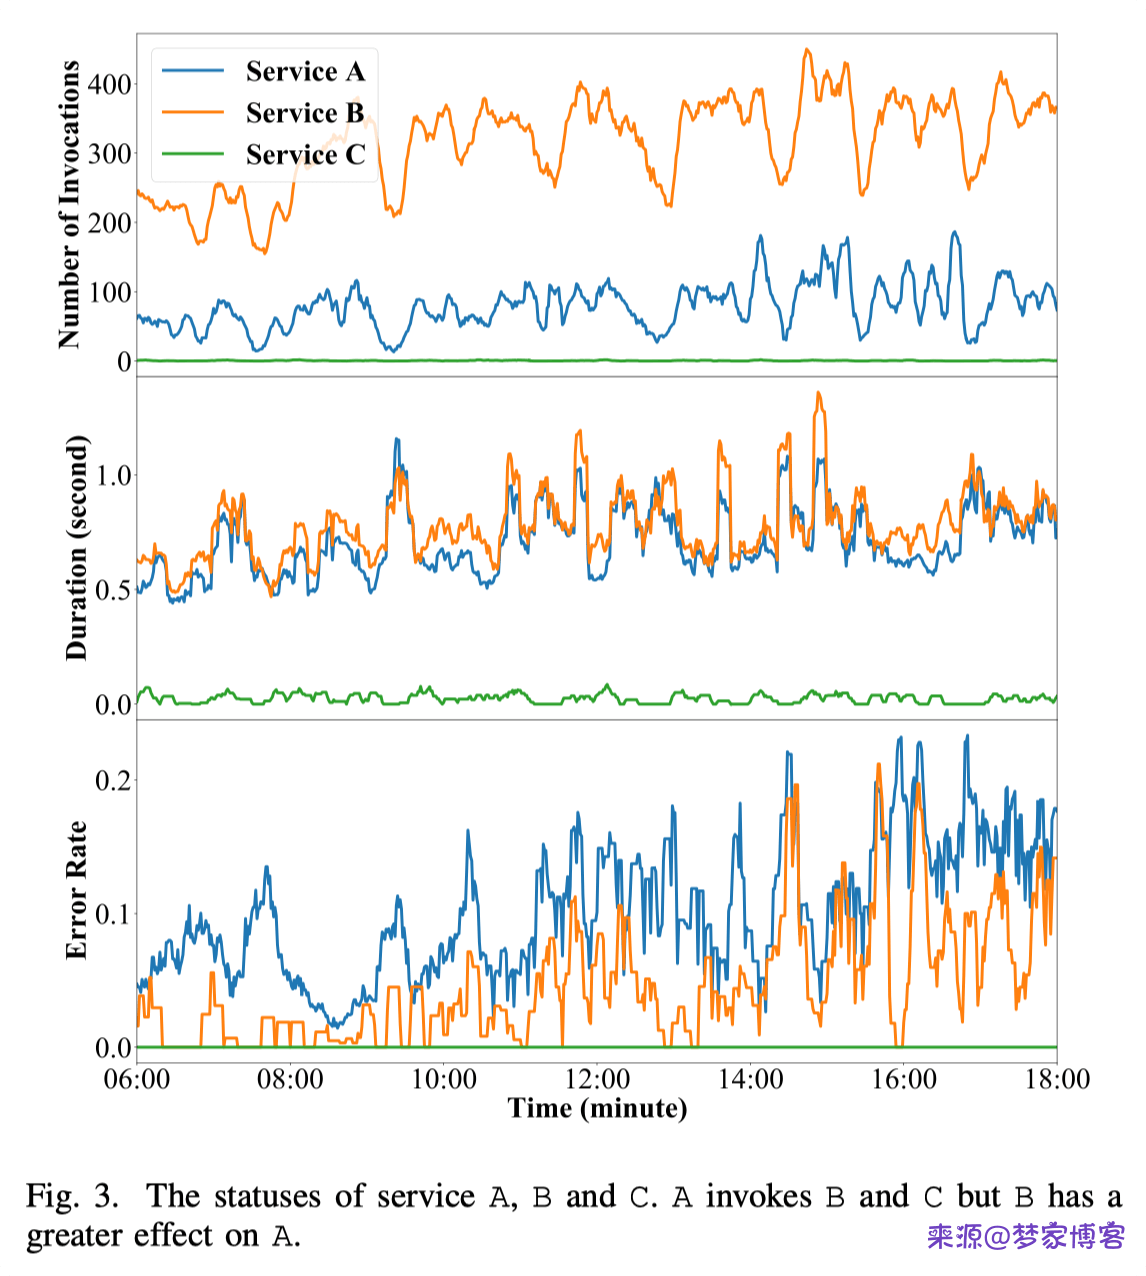 Service A
Service B
Service C
Number of Invocations
400
300
200
100
0
Duration (second)
1.0
0.5
0.0
Error Rate
0.2
0.1
0.0
06:00 08:00 10:00 12:00 14:00 16:00 18:00
Time (minute)
Fig. 3. The statuses of service A, B and C. A invokes B and C but B has a
greater effect on A.
来源@梦家博客